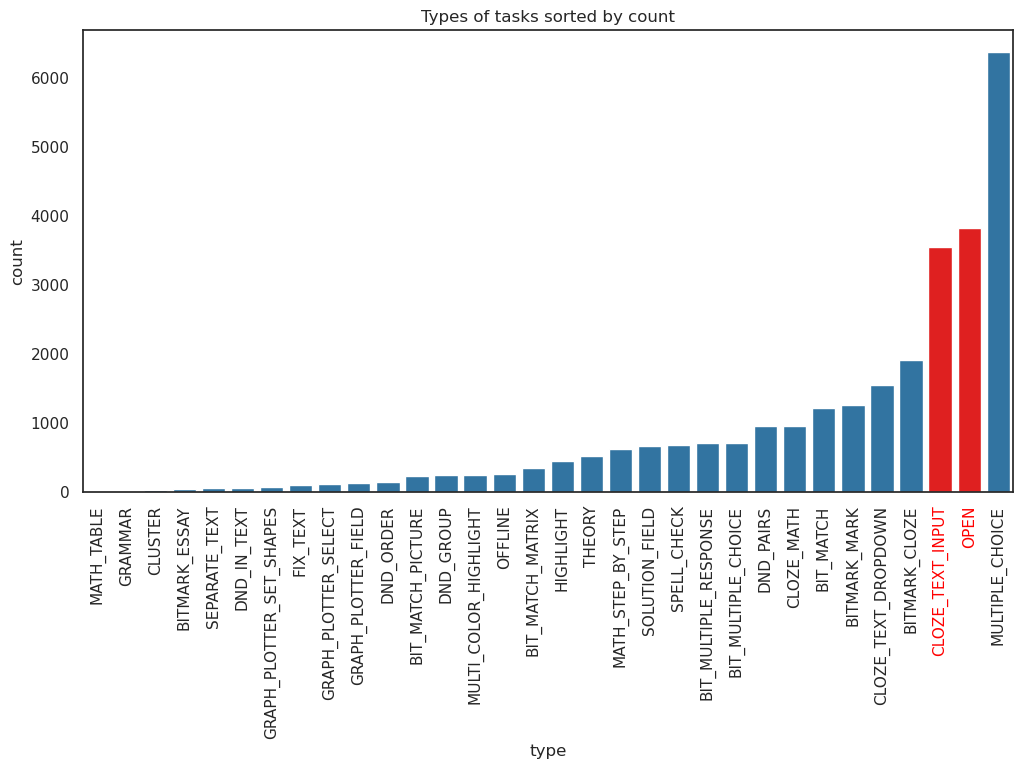 Types of tasks sorted by count
count
6000
5000
4000
3000
2000
1000
0
MATH_TABLE
GRAMMAR
CLUSTER
BITMARK_ESSAY
SEPARATE_TEXT
DND_IN_TEXT
GRAPH_PLOTTER_SET_SHAPES
FIX_TEXT
GRAPH_PLOTTER_SELECT
GRAPH_PLOTTER_FIELD
DND_ORDER
BIT_MATCH_PICTURE
DND_GROUP
MULTI_COLOR_HIGHLIGHT
OFFLINE
BIT_MATCH_MATRIX
HIGHLIGHT
THEORY
MATH_STEP_BY_STEP
SOLUTION_FIELD
SPELL_CHECK
BIT_MULTIPLE_RESPONSE
BIT_MULTIPLE_CHOICE
DND_PAIRS
CLOZE_MATH
BIT_MATCH
BITMARK_MARK
CLOZE_TEXT_DROPDOWN
BITMARK_CLOZE
CLOZE_TEXT_INPUT
OPEN
MULTIPLE_CHOICE
type